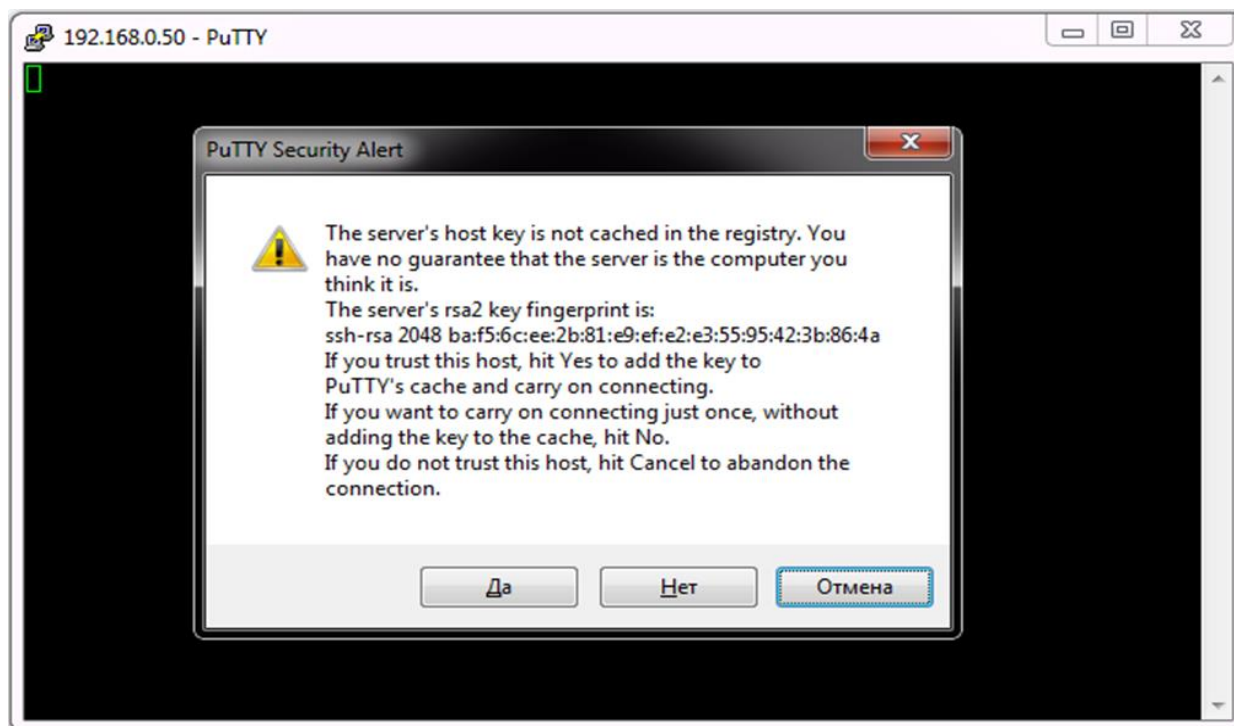 192.168.0.50 - PuTTY
PuTTY Security Alert
The server's host key is not cached in the registry. You
have no guarantee that the server is the computer you
think it is.
The server's rsa2 key fingerprint is:
ssh-rsa 2048 ba:f5:6c:ee:2b:81:e9:ef:e2:e3:55:95:42:3b:86:4a
If you trust this host, hit Yes to add the key to
PuTTY's cache and carry on connecting.
If you want to carry on connecting just once, without
adding the key to the cache, hit No.
If you do not trust this host, hit Cancel to abandon the
connection.
Да Нет Отмена